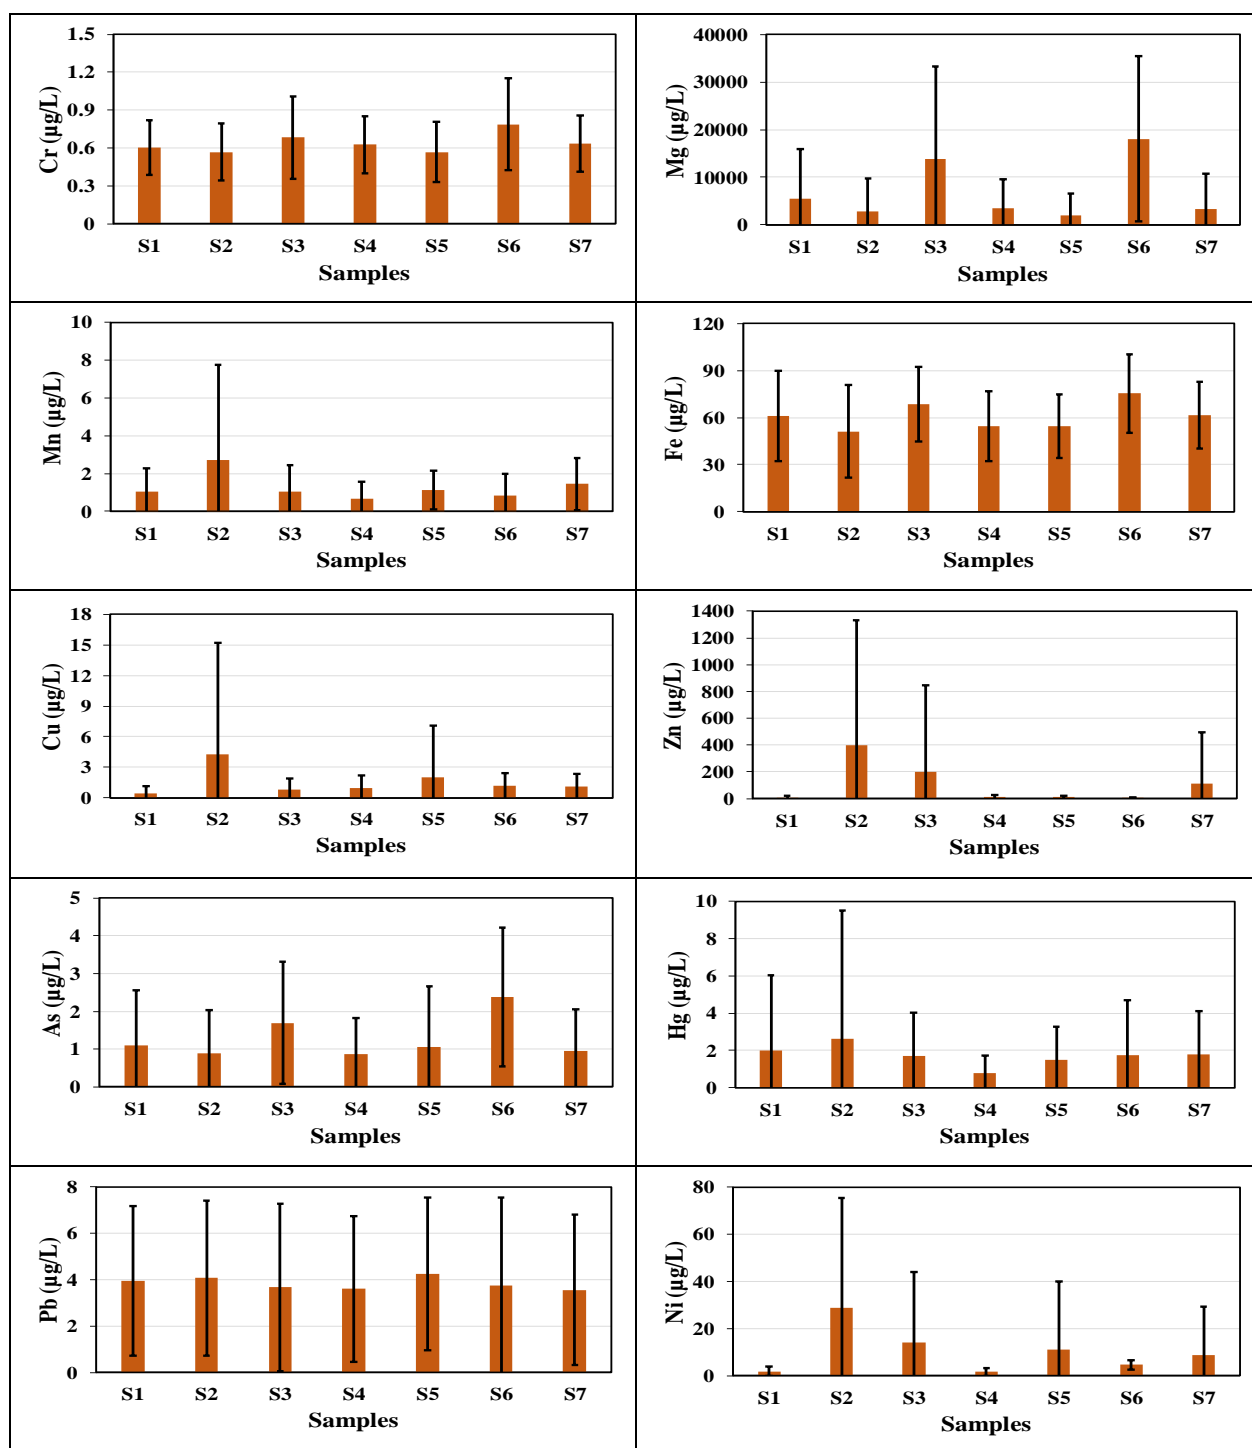 Cr (µg/L)
1.5
1.2
0.9
0.6
0.3
0
S1 S2 S3 S4 S5 S6 S7
Samples
Mg (µg/L)
40000
30000
20000
10000
0
S1 S2 S3 S4 S5 S6 S7
Samples
Mn (µg/L)
10
8
6
4
2
0
S1 S2 S3 S4 S5 S6 S7
Samples
Fe (µg/L)
120
90
60
30
0
S1 S2 S3 S4 S5 S6 S7
Samples
Cu (µg/L)
18
15
12
9
6
3
0
S1 S2 S3 S4 S5 S6 S7
Samples
Zn (µg/L)
1400
1200
1000
800
600
400
200
0
S1 S2 S3 S4 S5 S6 S7
Samples
As (µg/L)
5
4
3
2
1
0
S1 S2 S3 S4 S5 S6 S7
Samples
Hg (µg/L)
10
8
6
4
2
0
S1 S2 S3 S4 S5 S6 S7
Samples
Pb (µg/L)
8
6
4
2
0
S1 S2 S3 S4 S5 S6 S7
Samples
Ni (µg/L)
80
60
40
20
0
S1 S2 S3 S4 S5 S6 S7
Samples